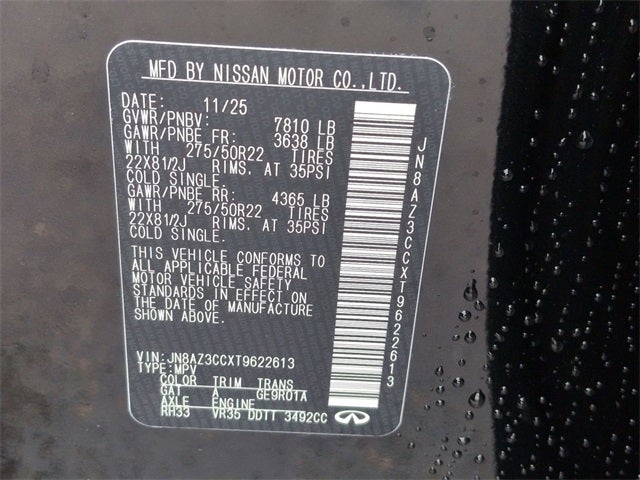 MFD BY NISSAN MOTOR CO.,LTD.
DATE: 11/25
GVWR/PNBV: 7810 LB
GAWR/PNBE FR: 3638 LB
WITH 275/50R22 TIRES
22X81/2J RIMS. AT 35PSI
COLD SINGLE.
GAWR/PNBE RR: 4365 LB
WITH 275/50R22 TIRES
22X81/2J RIMS. AT 35PSI
COLD SINGLE.
THIS VEHICLE CONFORMS TO
ALL APPLICABLE FEDERAL
MOTOR VEHICLE SAFETY
STANDARDS IN EFFECT ON
THE DATE OF MANUFACTURE
SHOWN ABOVE.
VIN: JN8AZ3CCXT9622613
TYPE: MPV
COLOR TRIM TRANS
GAT A GE9R01A
AXLE ENGINE
RH33 VR35 DDTT 3492CC
JN8AZ3CCXT9622613